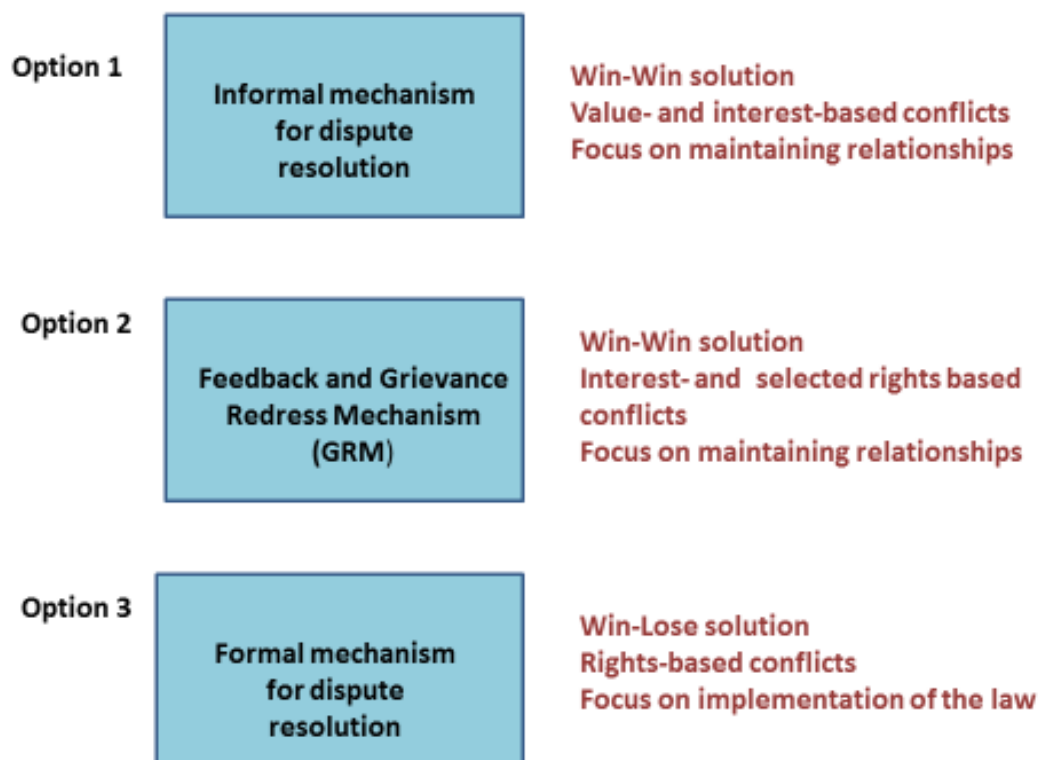 Option 1
Informal mechanism
for dispute
resolution
Win-Win solution
Value- and interest-based conflicts
Focus on maintaining relationships
Option 2
Feedback and Grievance
Redress Mechanism
(GRM)
Win-Win solution
Interest- and selected rights based
conflicts
Focus on maintaining relationships
Option 3
Formal mechanism
for dispute
resolution
Win-Lose solution
Rights-based conflicts
Focus on implementation of the law